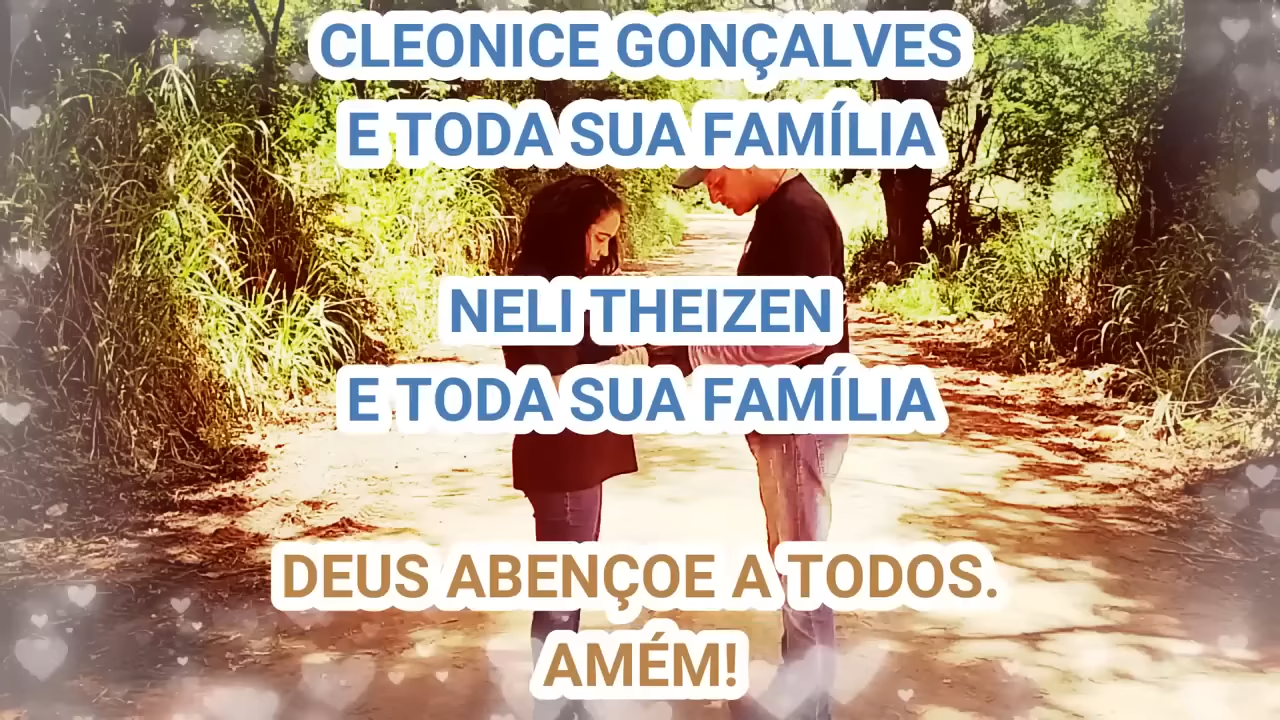 CLEONICE GONÇALVES
E TODA SUA FAMÍLIA
NELI THEIZEN
E TODA SUA FAMÍLIA
DEUS ABENÇOE A TODOS.
AMÉM!